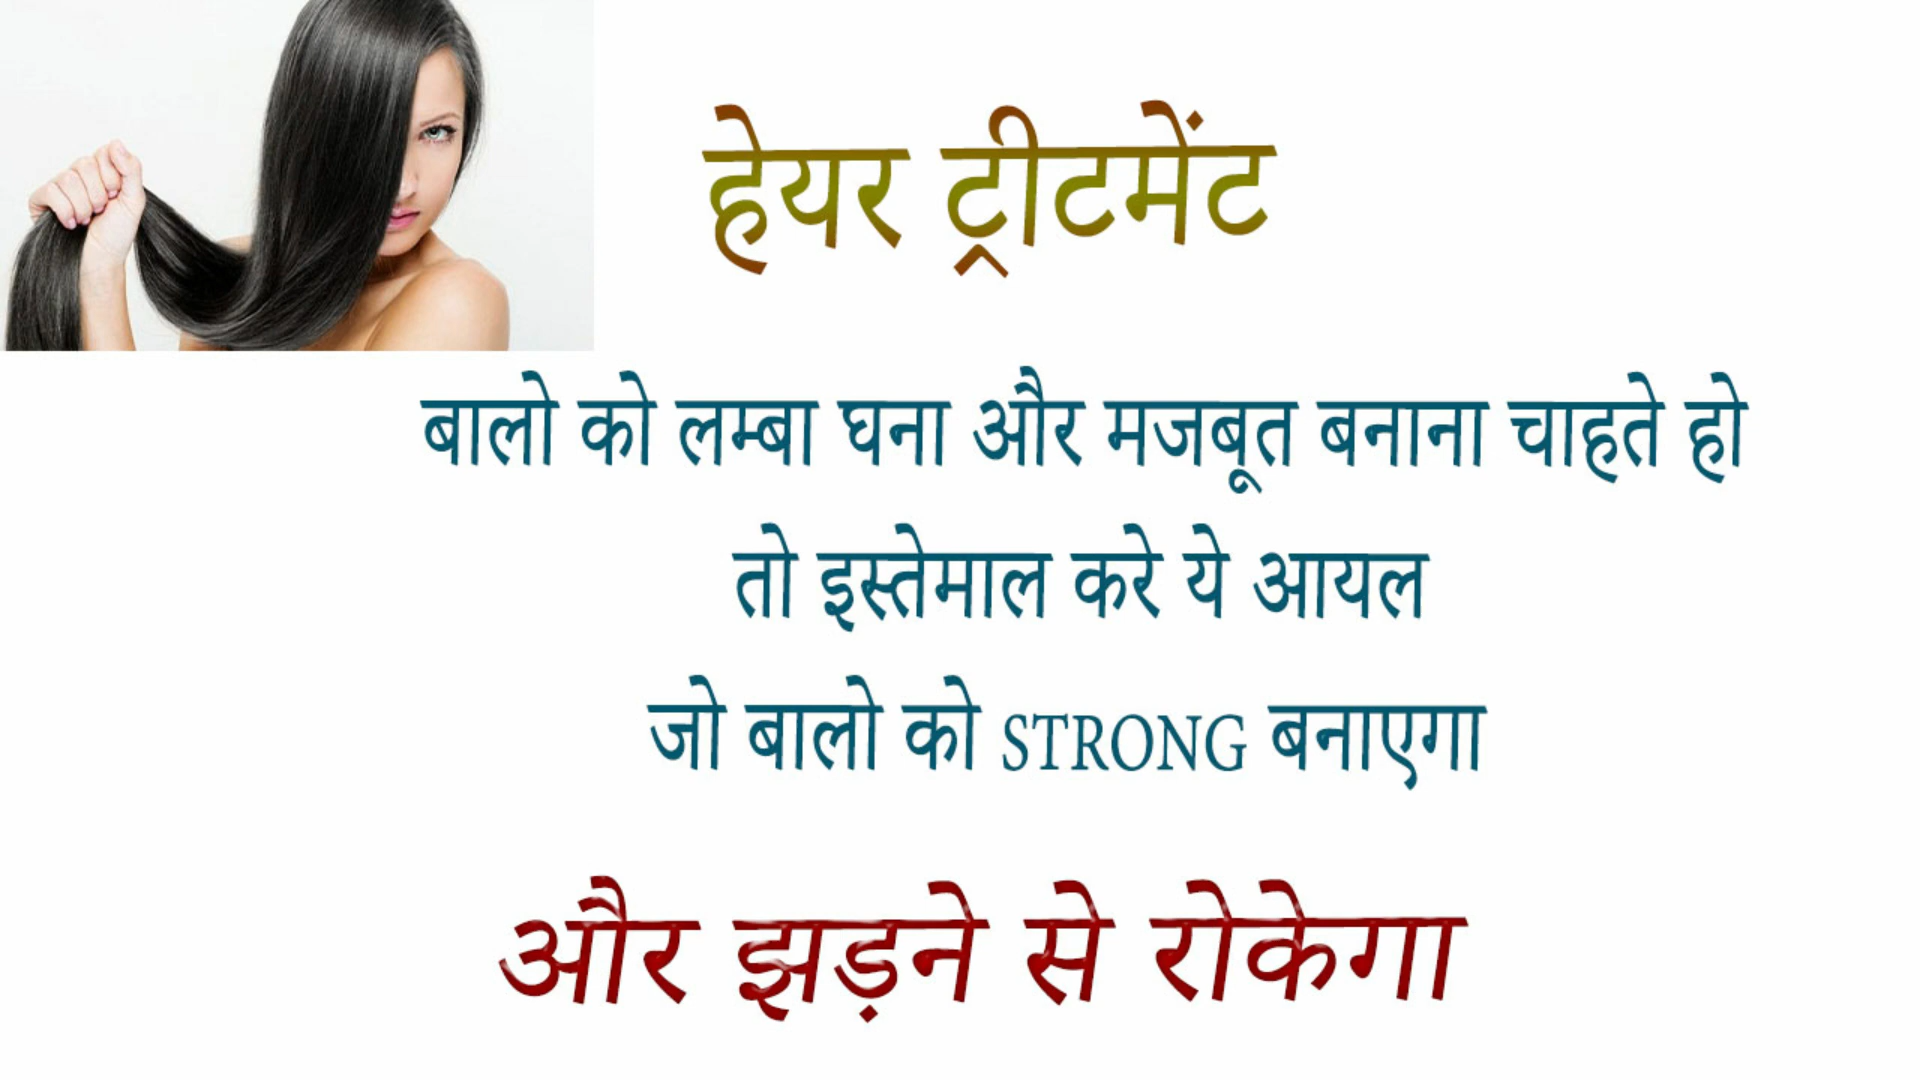 हेयर ट्रीटमेंट
बालो को लम्बा घना और मजबूत बनाना चाहते हो
तो इस्तेमाल करे ये आयल
जो बालो को STRONG बनाएगा
और झड़ने से रोकेगा